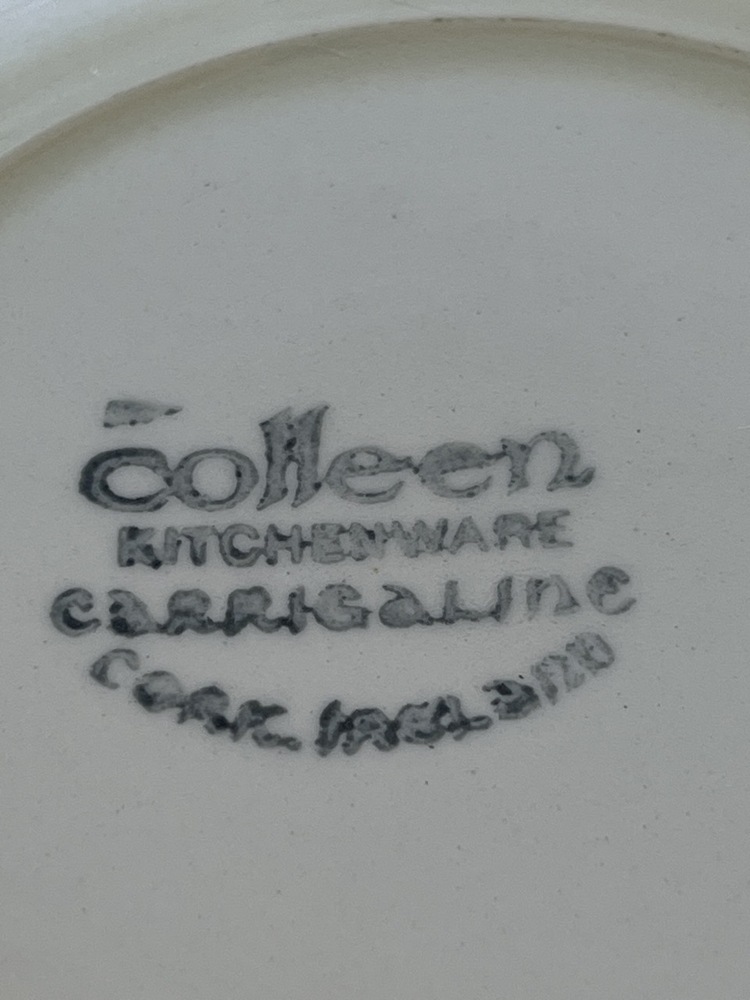 colleen
KITCHENWARE
CARRIGALINE
CORK. IRELAND